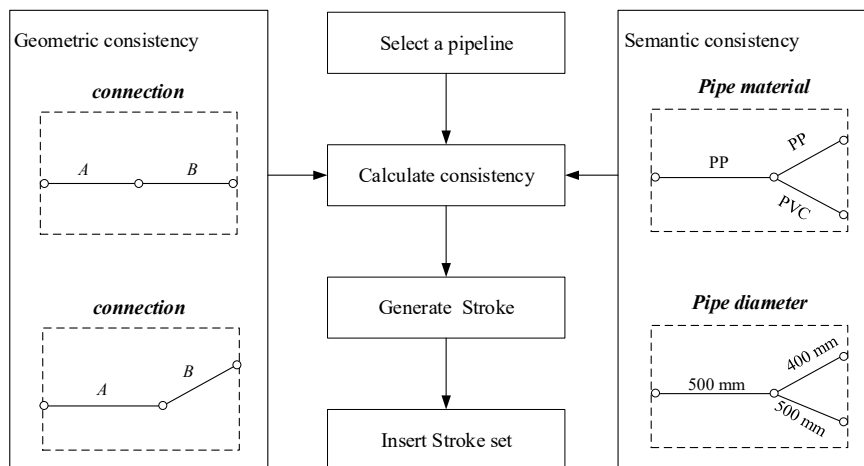 Geometric consistency
connection
A
B
connection
A
B
Select a pipeline
Calculate consistency
Generate Stroke
Insert Stroke set
Semantic consistency
Pipe material
PP
PP
PVC
Pipe diameter
500 mm
400 mm
500 mm